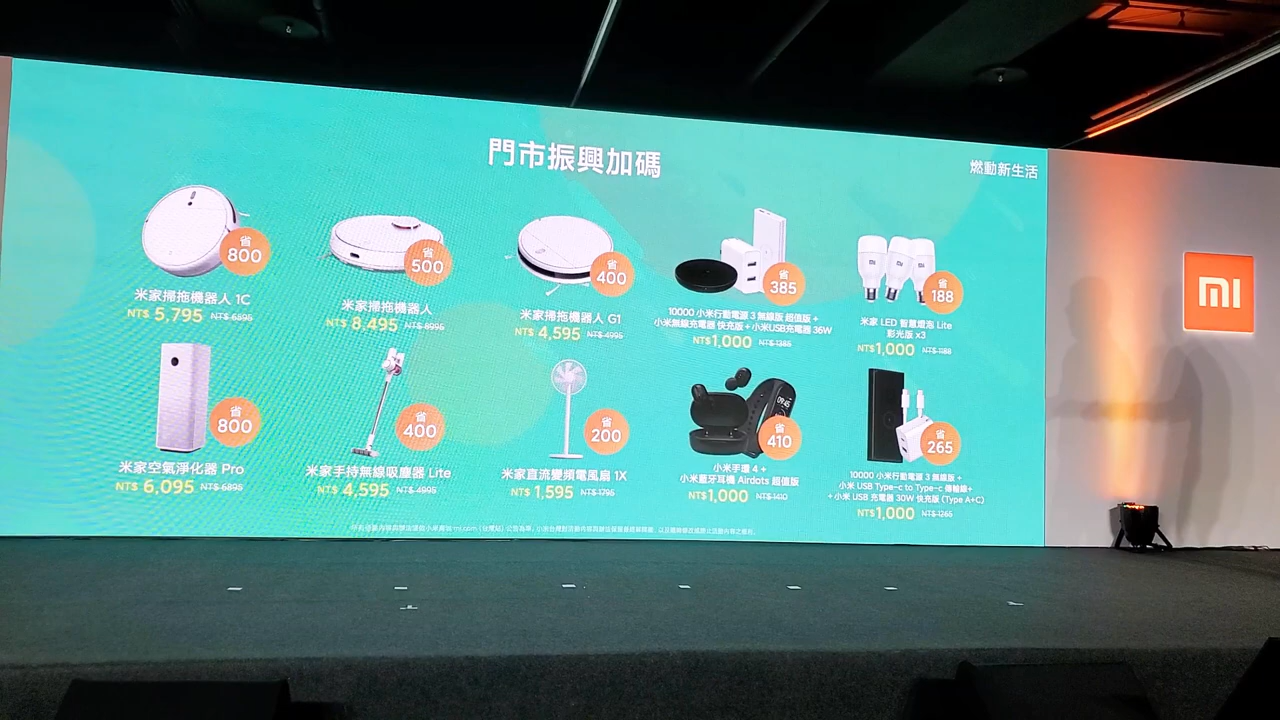 門市振興加碼
燃動新生活
省
800
米家掃拖機器人 1C
NT$ 5,795 NT$ 6595
省
500
米家掃拖機器人
NT$ 8,495 NT$ 8995
省
400
米家掃拖機器人 G1
NT$ 4,595 NT$ 4995
省
385
10000 小米行動電源 3 無線版 超值版 +
小米無線充電器 快充版 + 小米USB充電器 36W
NT$1,000 NT$ 1385
省
188
米家 LED 智慧燈泡 Lite
彩光版 x3
NT$1,000 NT$ 1188
mi
省
800
米家空氣淨化器 Pro
NT$ 6,095 NT$ 6895
省
400
米家手持無線吸塵器 Lite
NT$ 4,595 NT$ 4995
省
200
米家直流變頻電風扇 1X
NT$ 1,595 NT$ 1795
09:45
省
410
小米手環 4 +
小米藍牙耳機 Airdots 超值版
NT$1,000 NT$ 1410
省
265
10000 小米行動電源 3 無線版 +
小米 USB Type-c to Type-c 傳輸線+
+ 小米 USB 充電器 30W 快充版 (Type A+C)
NT$1,000 NT$ 1265